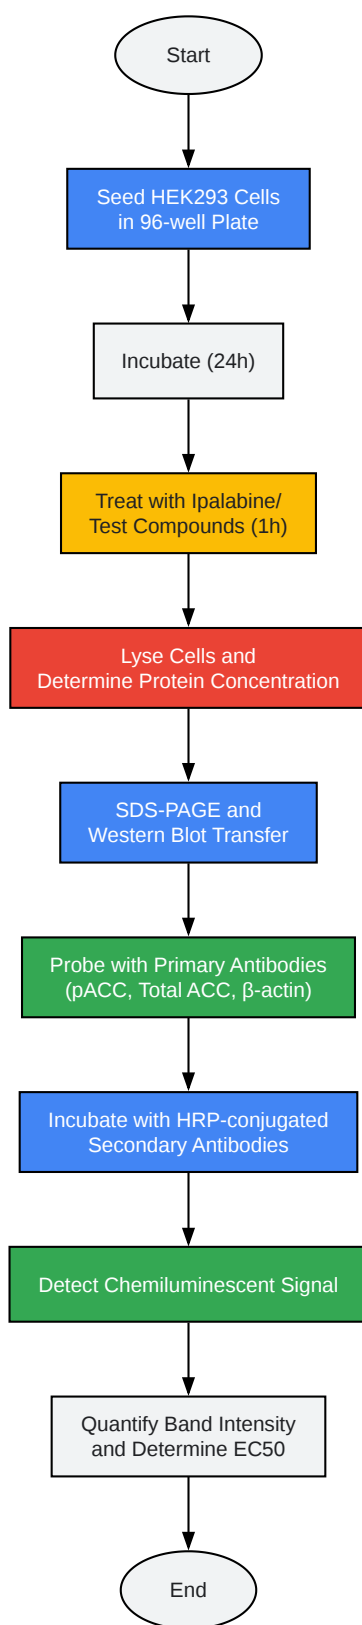 Start
Seed HEK293 Cells
in 96-well Plate
Incubate (24h)
Treat with Ipalabine/
Test Compounds (1h)
Lyse Cells and
Determine Protein Concentration
SDS-PAGE and
Western Blot Transfer
Probe with Primary Antibodies
(pACC, Total ACC, β-actin)
Incubate with HRP-conjugated
Secondary Antibodies
Detect Chemiluminescent Signal
Quantify Band Intensity
and Determine EC50
End